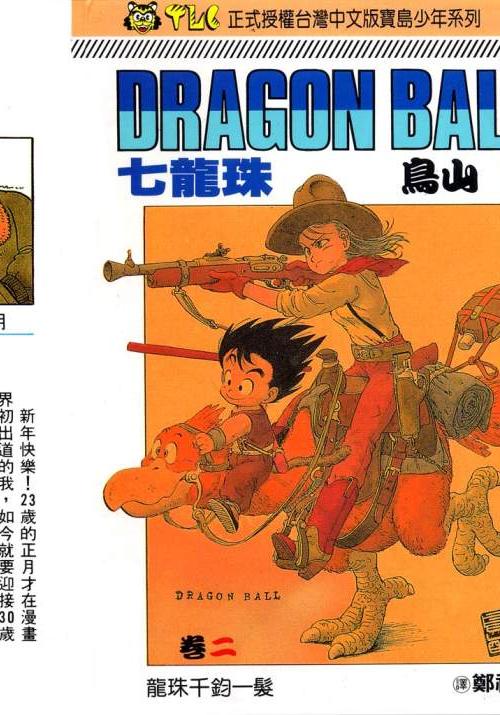 TLC 正式授權台灣中文版寶島少年系列
DRAGON BAL
七龍珠
鳥山
DRAGON BALL
卷二
龍珠千鈞一髮
譯 鄭
月
新年快樂！23歲的正月才在漫畫
界初出道的我，如今就要迎接30歲